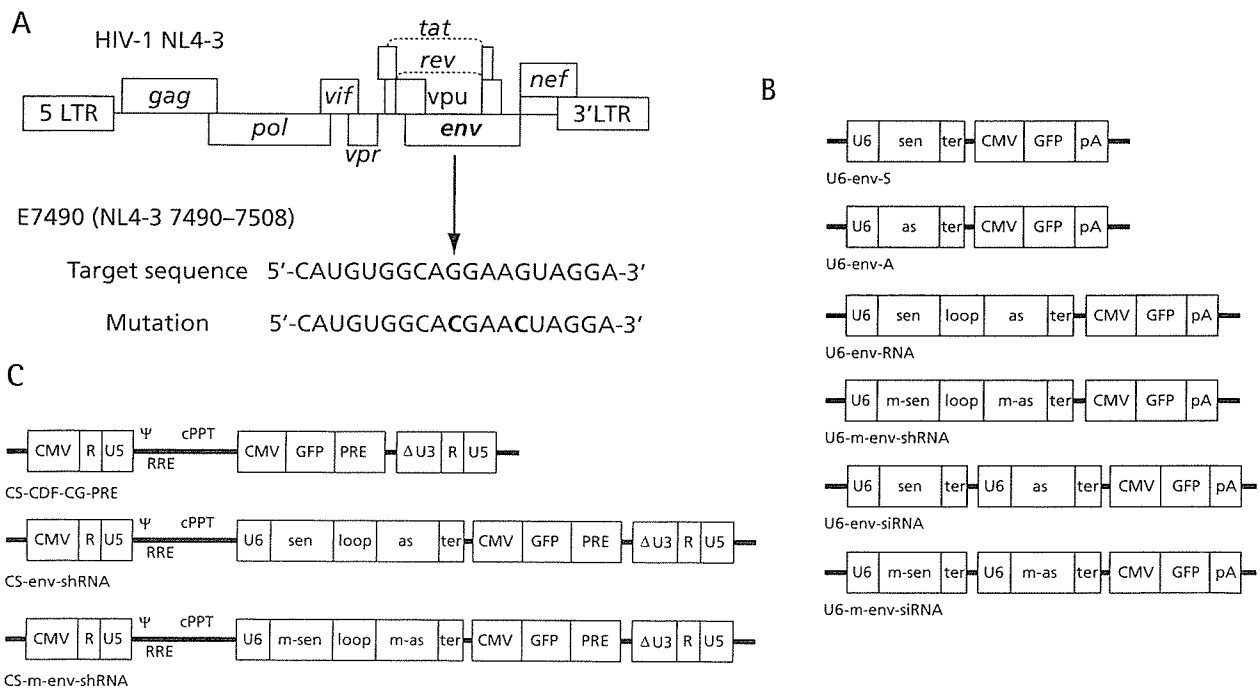 A
HIV-1 NL4-3
tat
rev
nef
gag
vif
vpu
5 LTR
3'LTR
pol
env
vpr
E7490 (NL4-3 7490–7508)
Target sequence 5′-CAUGUGGCAGGAAGUAGGA-3′
Mutation 5′-CAUGUGGCACGAACUAGGA-3′
B
U6 sen ter CMV GFP pA
U6-env-S
U6 as ter CMV GFP pA
U6-env-A
U6 sen loop as ter CMV GFP pA
U6-env-RNA
U6 m-sen loop m-as ter CMV GFP pA
U6-m-env-shRNA
U6 sen ter U6 as ter CMV GFP pA
U6-env-siRNA
U6 m-sen ter U6 m-as ter CMV GFP pA
U6-m-env-siRNA
C
Ψ cPPT
CMV R U5 CMV GFP PRE ΔU3 R U5
RRE
CS-CDF-CG-PRE
Ψ cPPT
CMV R U5 U6 sen loop as ter CMV GFP PRE ΔU3 R U5
RRE
CS-env-shRNA
Ψ cPPT
CMV R U5 U6 m-sen loop m-as ter CMV GFP PRE ΔU3 R U5
RRE
CS-m-env-shRNA